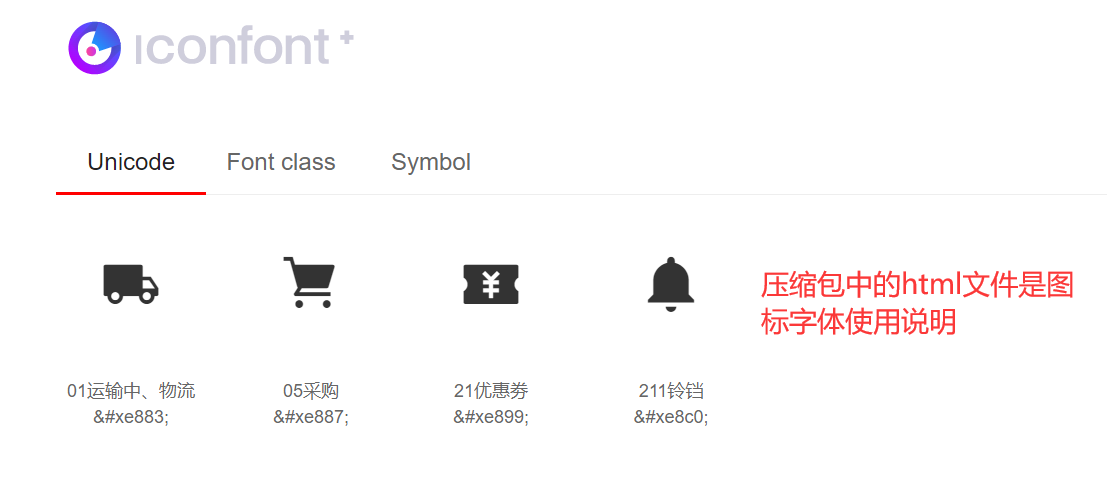 iconfont+
Unicode Font class Symbol
压缩包中的html文件是图
标字体使用说明
01运输中、物流 05采购 21优惠券 211铃铛
&#xe883; &#xe887; &#xe899; &#xe8c0;